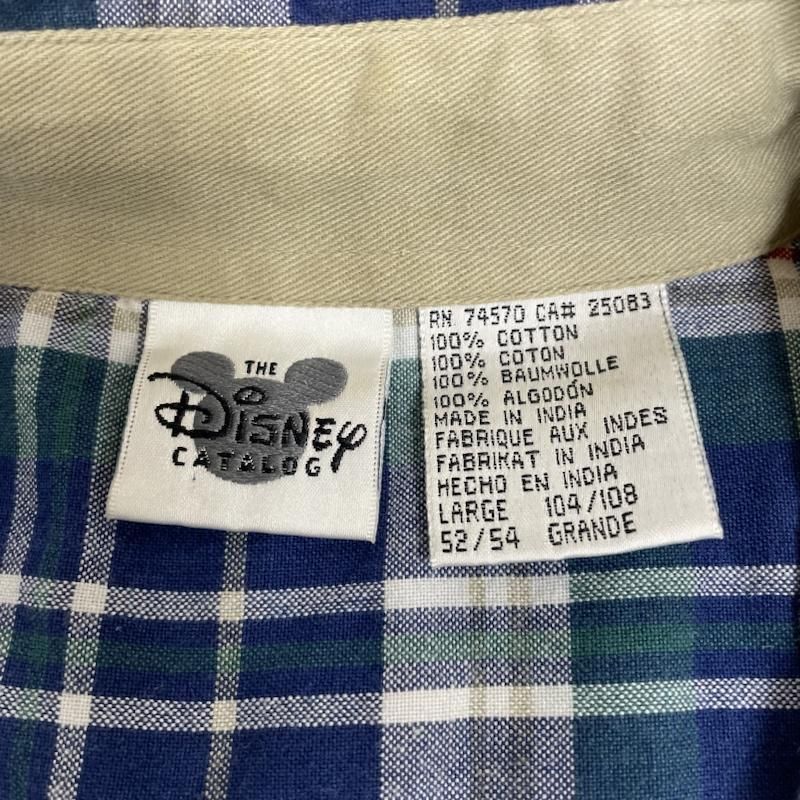 THE
DISNEY
CATALOG
RN 74570 CA# 25083
100% COTTON
100% COTON
100% BAUMWOLLE
100% ALGODÓN
MADE IN INDIA
FABRIQUE AUX INDES
FABRIKAT IN INDIA
HECHO EN INDIA
LARGE 104/108
52/54 GRANDE